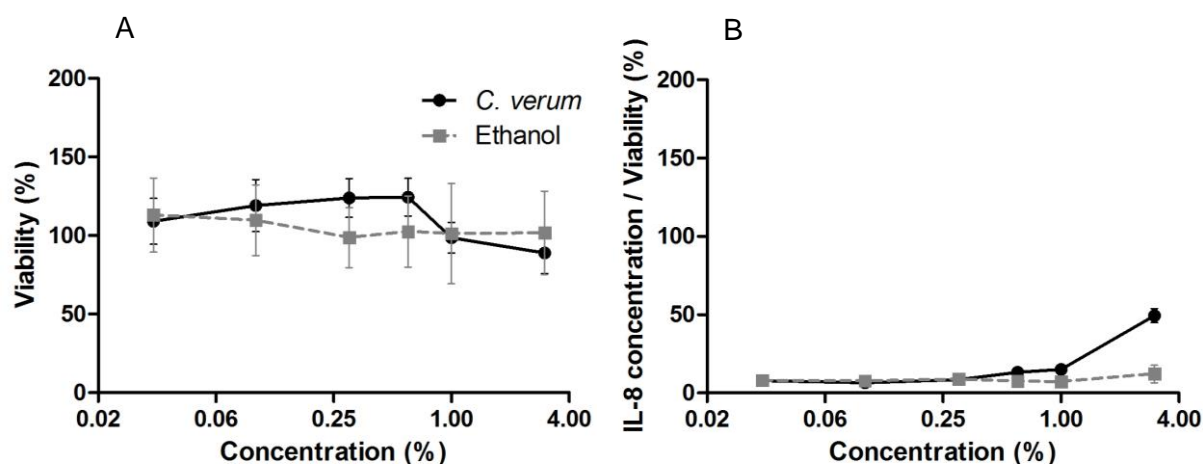 A
Viability (%)
200
150
100
50
0
C. verum
Ethanol
0.02 0.06 0.25 1.00 4.00
Concentration (%)
B
IL-8 concentration / Viability (%)
200
150
100
50
0
0.02 0.06 0.25 1.00 4.00
Concentration (%)